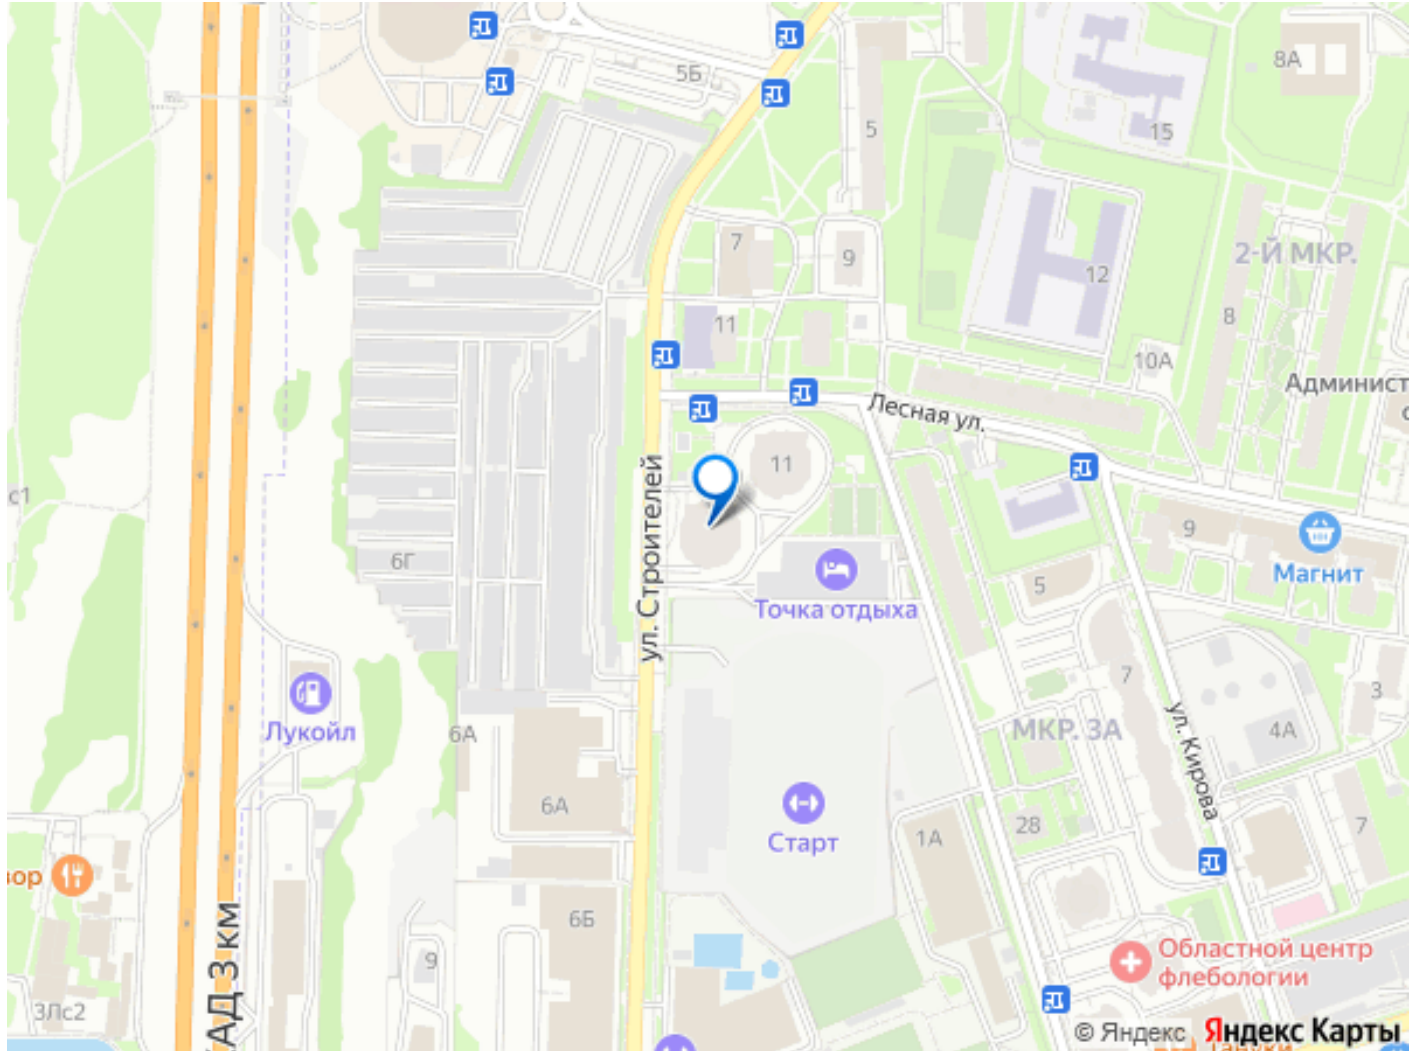 5Б
8А
5
15
7
9
12
2-Й МКР.
8
11
10А
Админист
с
Лесная ул.
11
с1
ул. Строителей
6Г
9
Магнит
Точка отдыха
5
7
3
Лукойл
6А
МКР. 3А
4А
ул. Кирова
6А
Старт
1А
28
7
зор
6Б
9
КАД 3 км
Областной центр
флебологии
3Лс2
© Яндекс Яндекс Карты